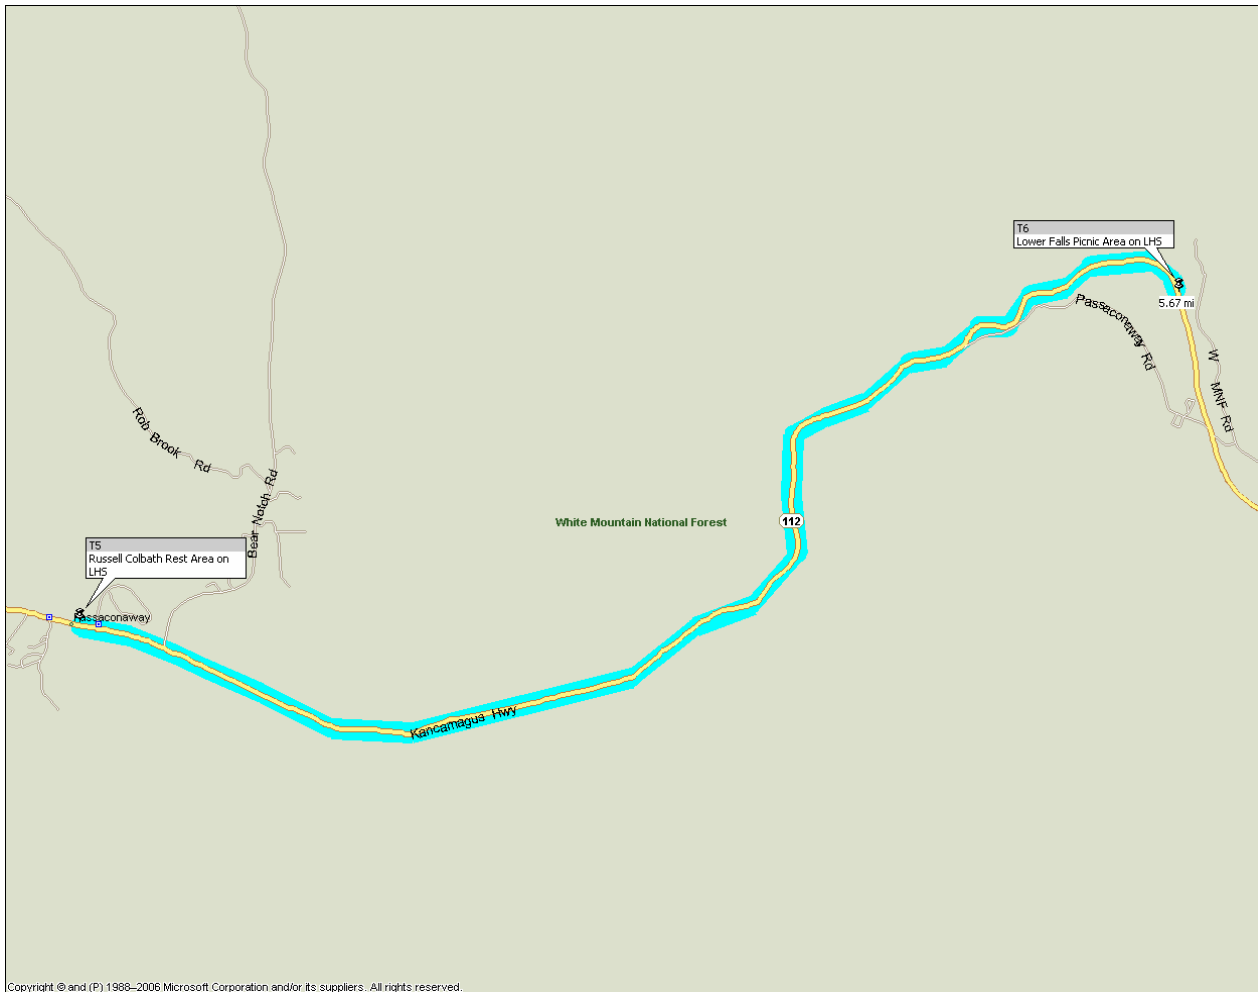 T6
Lower Falls Picnic Area on LHS
5.67 mi
Passaconaway Rd
W MNF Rd
Rob Brook Rd
Bear Notch Rd
White Mountain National Forest
112
T5
Russell Colbath Rest Area on
LHS
Passaconaway
Kancamagus Hwy
Copyright © and (P) 1988–2006 Microsoft Corporation and/or its suppliers. All rights reserved.